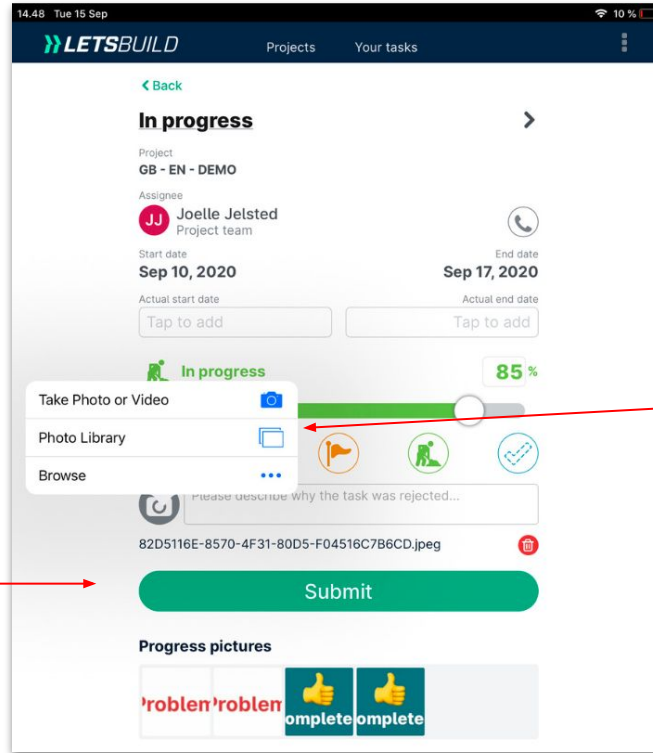 14.48 Tue 15 Sep 10 %
LETSBUILD Projects Your tasks
Back
In progress
Project
GB - EN - DEMO
Assignee
JJ Joelle Jelsted
Project team
Start date End date
Sep 10, 2020 Sep 17, 2020
Actual start date Actual end date
Tap to add Tap to add
In progress 85 %
Take Photo or Video
Photo Library
Browse
Please describe why the task was rejected...
82D5116E-8570-4F31-80D5-F04516C7B6CD.jpeg
Submit
Progress pictures
Problem Problem
omplete omplete